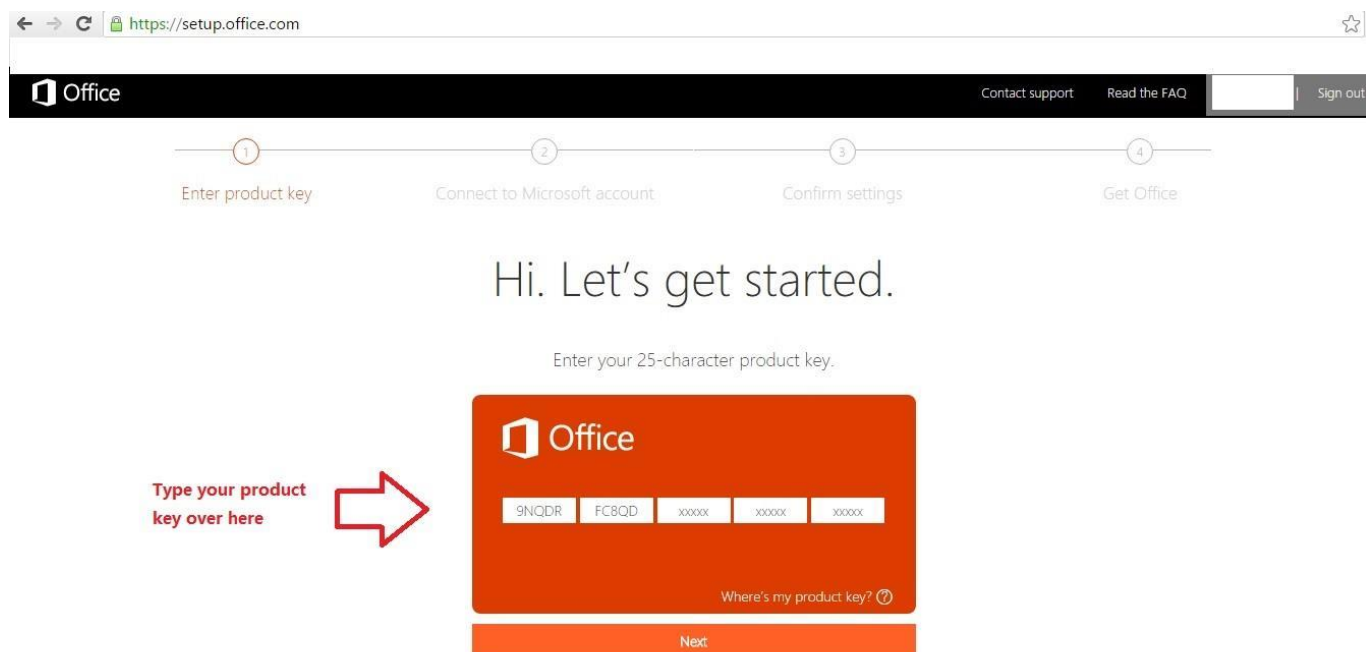 https://setup.office.com
Office
Contact support Read the FAQ | Sign out
1 2 3 4
Enter product key Connect to Microsoft account Confirm settings Get Office
Hi. Let's get started.
Enter your 25-character product key.
Office
Type your product
key over here
9NQDR FC8QD xxxxx xxxxx xxxxx
Where's my product key? ?
Next